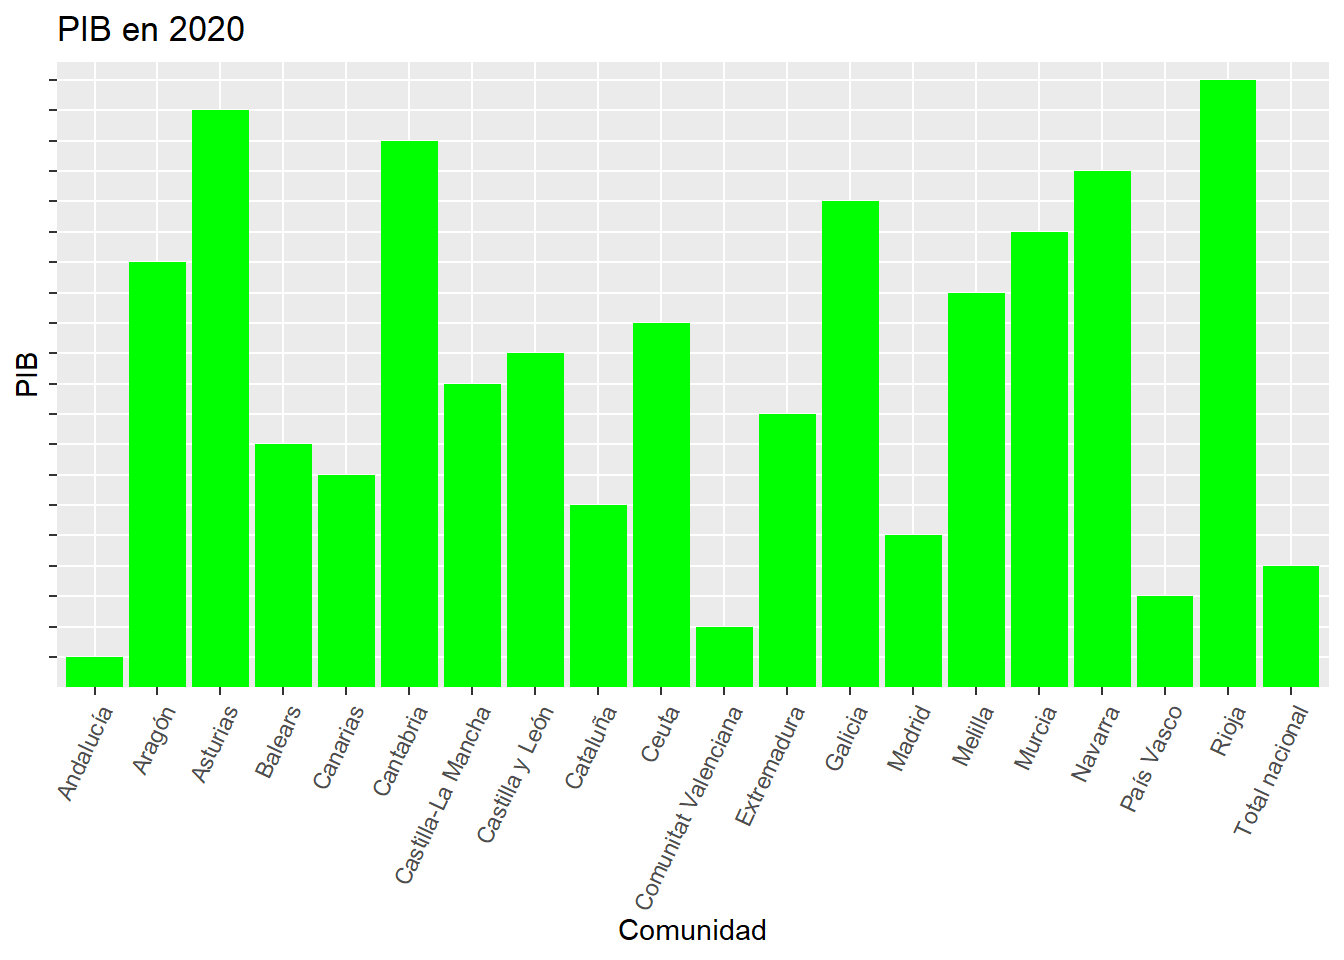 PIB en 2020
PIB
Andalucía
Aragón
Asturias
Balears
Canarias
Cantabria
Castilla-La Mancha
Castilla y León
Cataluña
Ceuta
Comunitat Valenciana
Extremadura
Galicia
Madrid
Melilla
Murcia
Navarra
País Vasco
Rioja
Total nacional
Comunidad